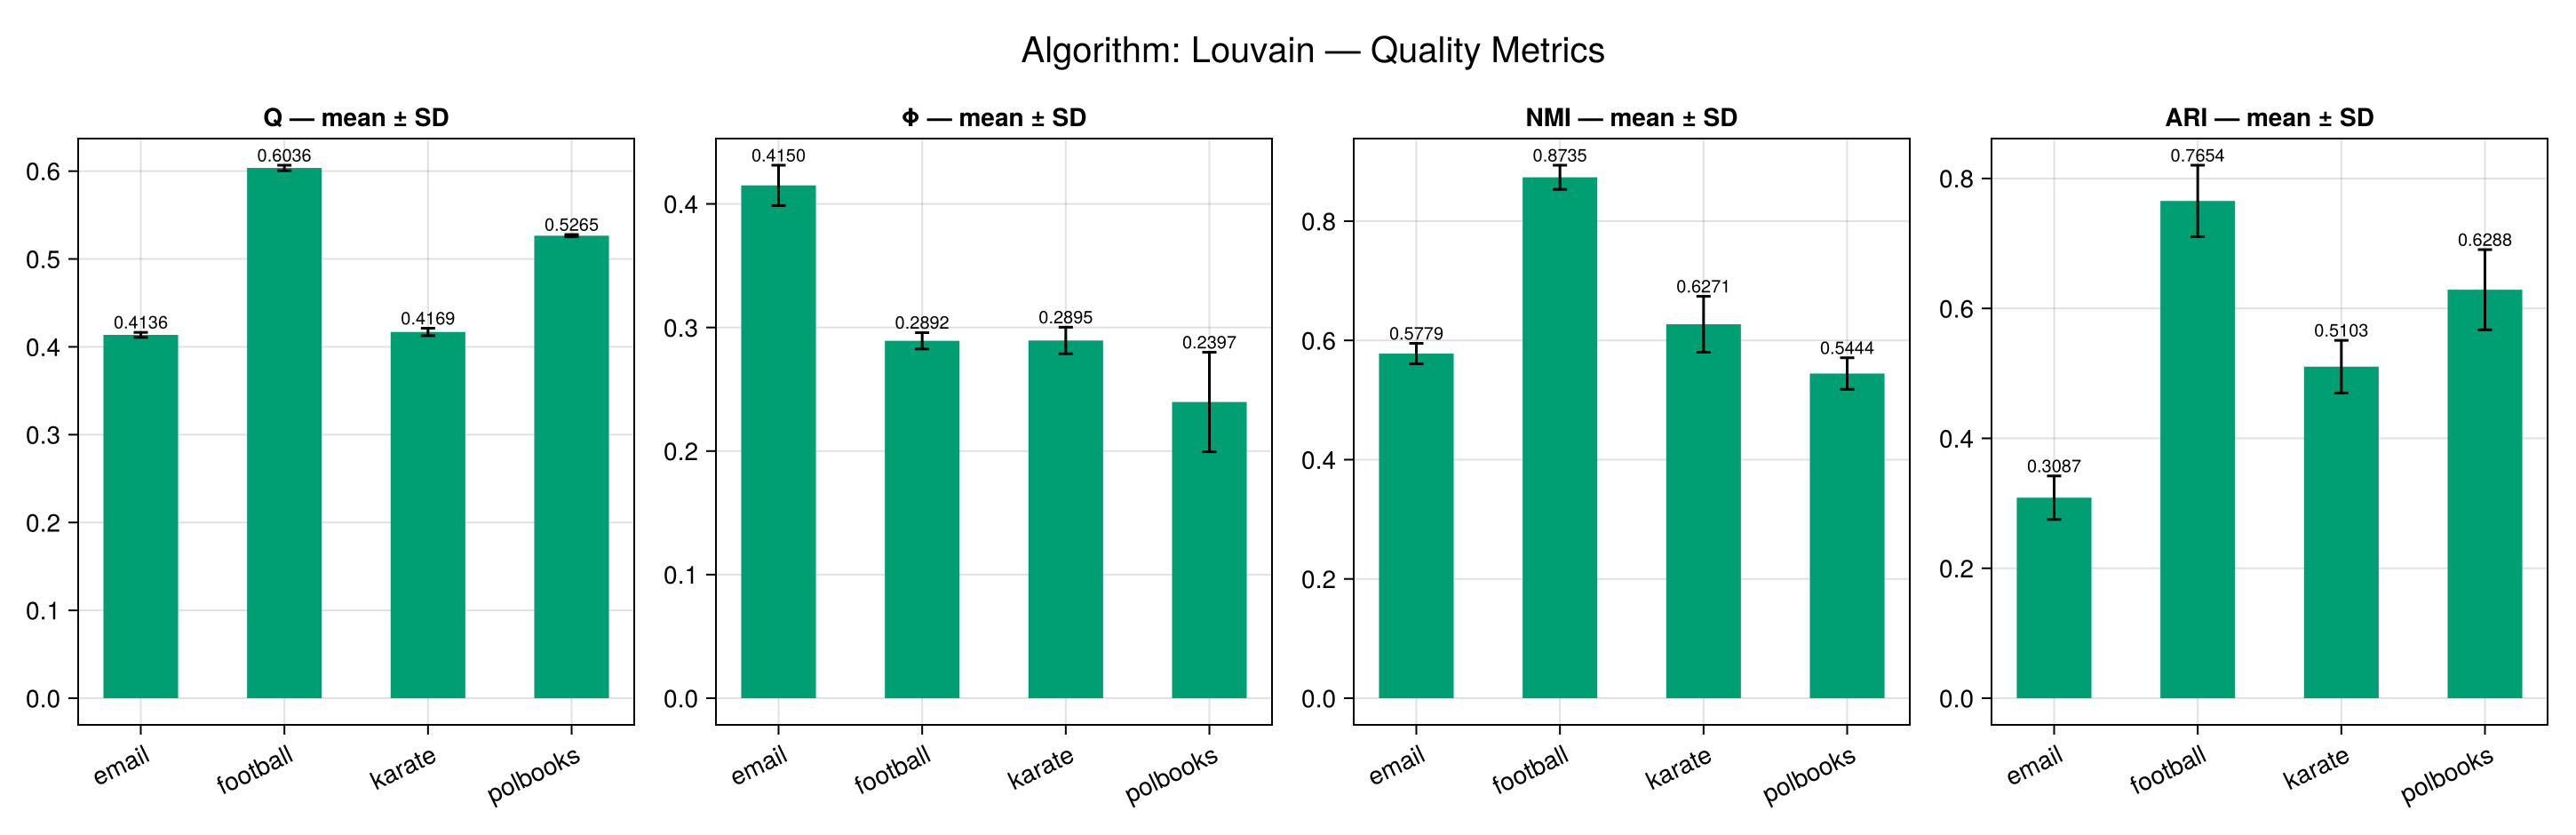 Algorithm: Louvain — Quality Metrics
Q — mean ± SD
0.6
0.5
0.4
0.3
0.2
0.1
0.0
0.4136
0.6036
0.4169
0.5265
email
football
karate
polbooks
Φ — mean ± SD
0.4
0.3
0.2
0.1
0.0
0.4150
0.2892
0.2895
0.2397
email
football
karate
polbooks
NMI — mean ± SD
0.8
0.6
0.4
0.2
0.0
0.5779
0.8735
0.6271
0.5444
email
football
karate
polbooks
ARI — mean ± SD
0.8
0.6
0.4
0.2
0.0
0.3087
0.7654
0.5103
0.6288
email
football
karate
polbooks